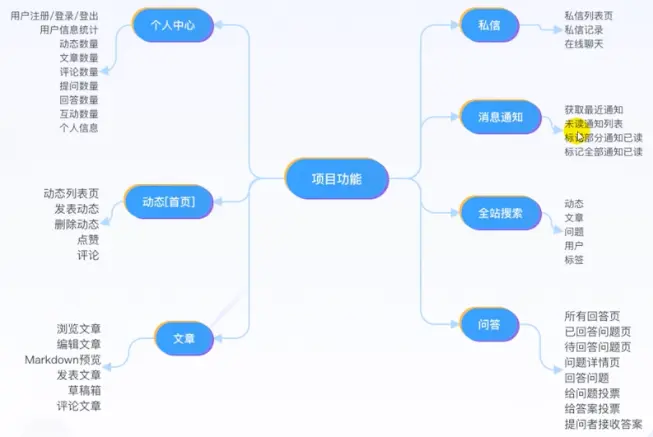 项目功能
个人中心
用户注册/登录/登出
用户信息统计
动态数量
文章数量
评论数量
提问数量
回答数量
互动数量
个人信息
动态[首页]
动态列表页
发表动态
删除动态
点赞
评论
文章
浏览文章
编辑文章
Markdown预览
发表文章
草稿箱
评论文章
私信
私信列表页
私信记录
在线聊天
消息通知
获取最近通知
未读通知列表
标记部分通知已读
标记全部通知已读
全站搜索
动态
文章
问题
用户
标签
问答
所有回答页
已回答问题页
待回答问题页
问题详情页
回答问题
给问题投票
给答案投票
提问者接收答案